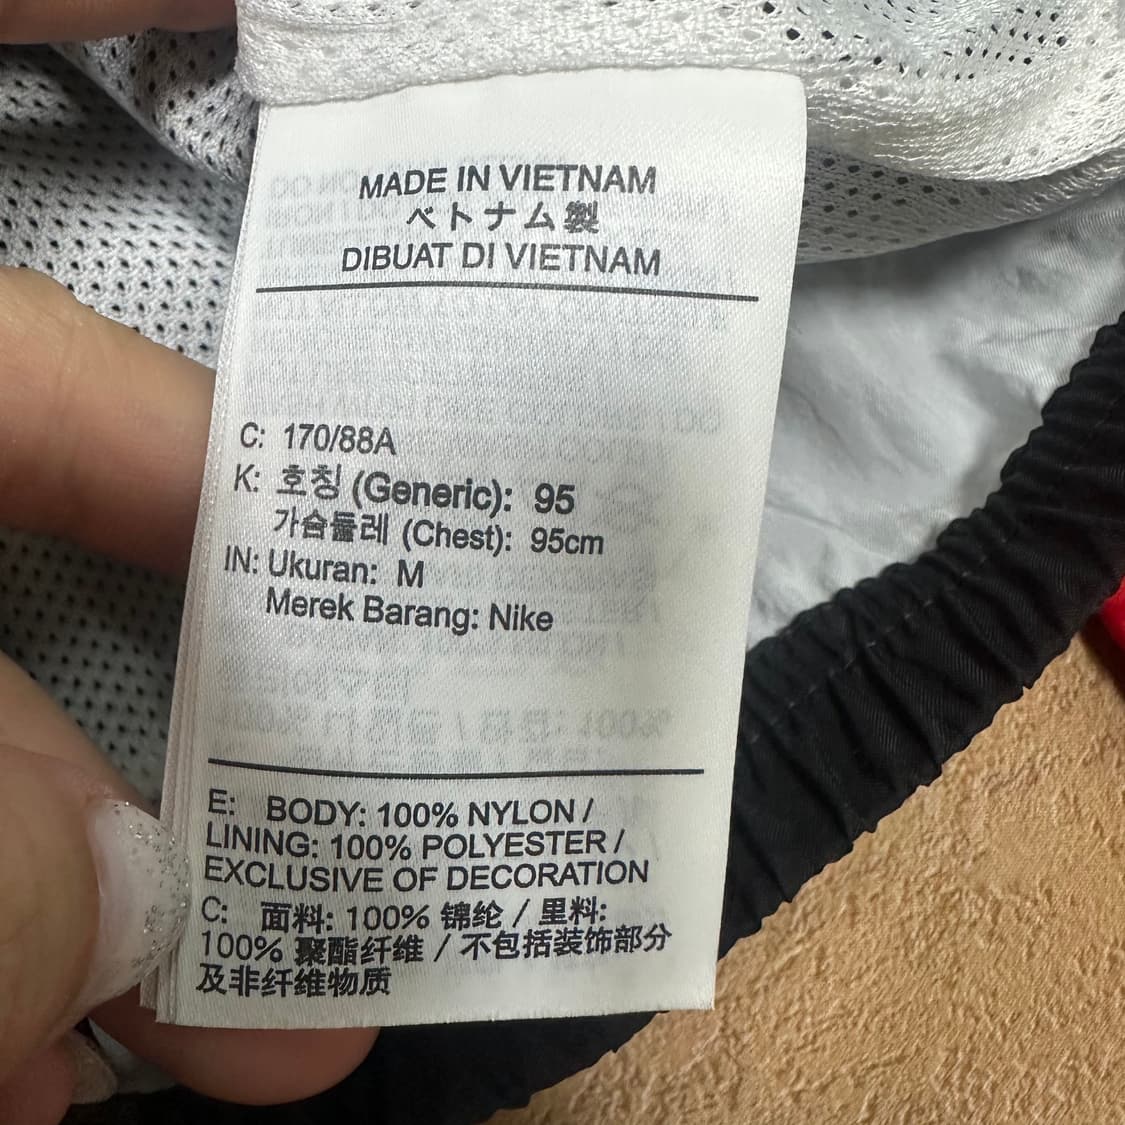 MADE IN VIETNAM
ベトナム製
DIBUAT DI VIETNAM
C: 170/88A
K: 호칭 (Generic): 95
가슴둘레 (Chest): 95cm
IN: Ukuran: M
Merek Barang: Nike
E: BODY: 100% NYLON /
LINING: 100% POLYESTER /
EXCLUSIVE OF DECORATION
C: 面料: 100% 锦纶 / 里料:
100% 聚酯纤维 / 不包括装饰部分
及非纤维物质